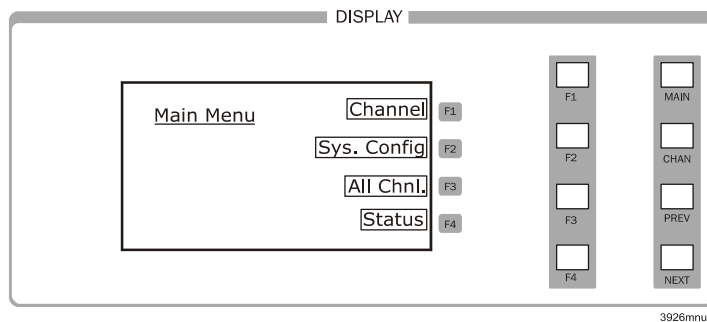 DISPLAY
Main Menu
Channel F1
Sys. Config F2
All Chnl. F3
Status F4
F1 MAIN
F2 CHAN
F3 PREV
F4 NEXT
3926mnu